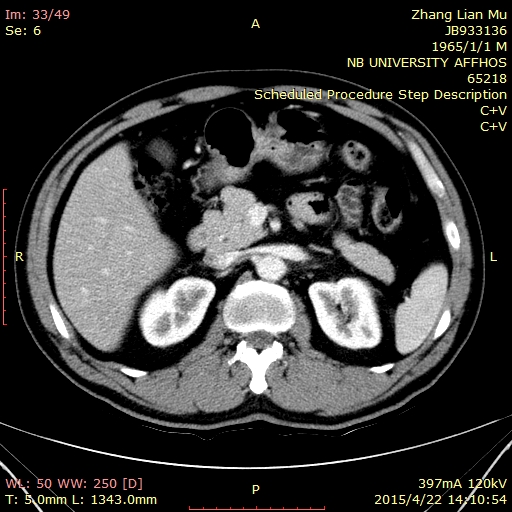 Im: 33/49
Se: 6
A
Zhang Lian Mu
JB933136
1965/1/1 M
NB UNIVERSITY AFFHOS
65218
Scheduled Procedure Step Description
C+V
C+V
R
L
WL: 50 WW: 250 [D]
T: 5.0mm L: 1343.0mm
P
397mA 120kV
2015/4/22 14:10:54